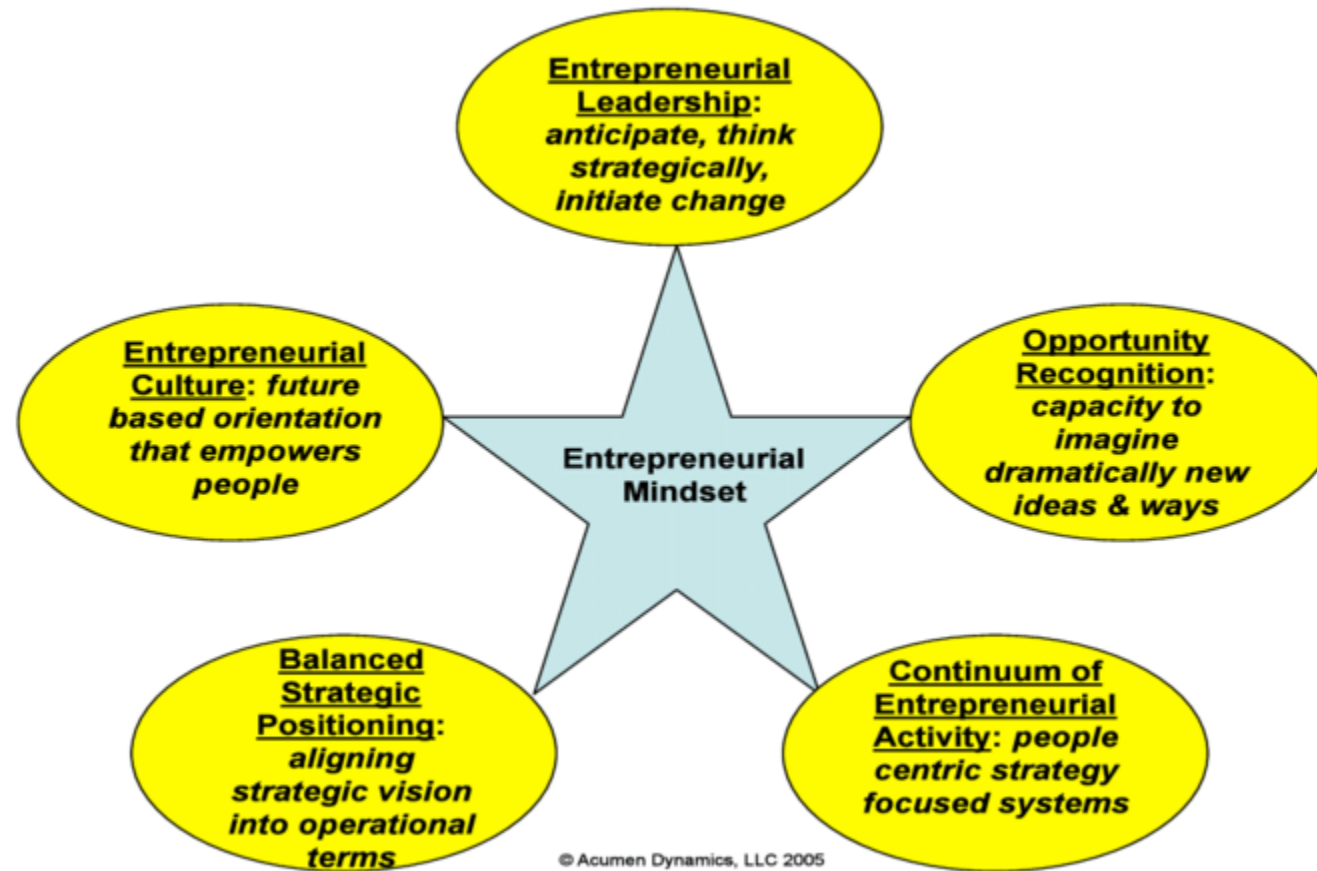 Entrepreneurial
Leadership:
anticipate, think
strategically,
initiate change
Entrepreneurial
Culture: future
based orientation
that empowers
people
Opportunity
Recognition:
capacity to
imagine
dramatically new
ideas & ways
Entrepreneurial
Mindset
Balanced
Strategic
Positioning:
aligning
strategic vision
into operational
terms
Continuum of
Entrepreneurial
Activity: people
centric strategy
focused systems
© Acumen Dynamics, LLC 2005